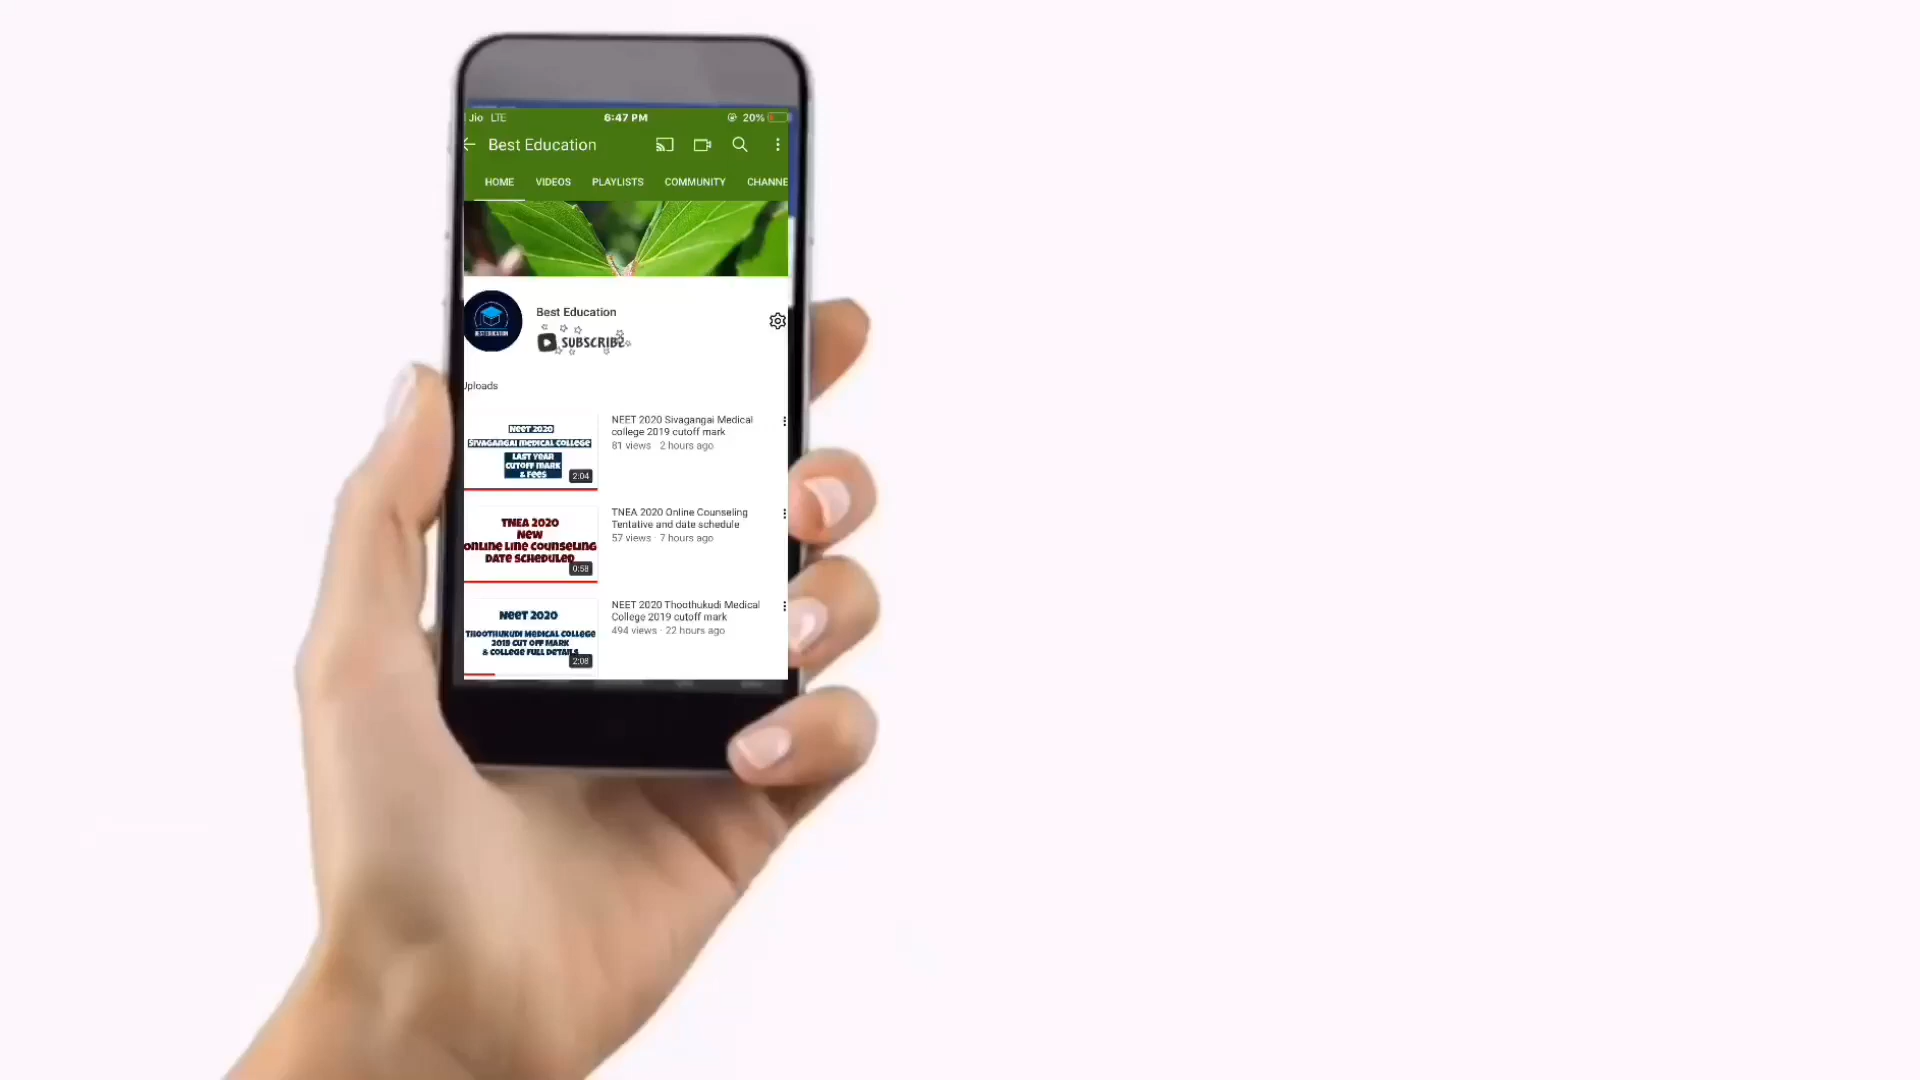 Jio LTE 6:47 PM 20%
Best Education
HOME VIDEOS PLAYLISTS COMMUNITY CHANNE
BEST EDUCATION
Best Education
SUBSCRIBE
Uploads
NEET 2020
SIVAGANGAI MEDICAL COLLEGE
LAST YEAR
CUTOFF MARK
& FEES
2:04
NEET 2020 Sivagangai Medical
college 2019 cutoff mark
81 views · 2 hours ago
TNEA 2020
NEW
ONLINE LINE COUNSELING
DATE SCHEDULED
0:58
TNEA 2020 Online Counseling
Tentative and date schedule
57 views · 7 hours ago
NEET 2020
THOOTHUKUDI MEDICAL COLLEGE
2019 CUT OFF MARK
& COLLEGE FULL DETAILS
2:08
NEET 2020 Thoothukudi Medical
College 2019 cutoff mark
494 views · 22 hours ago